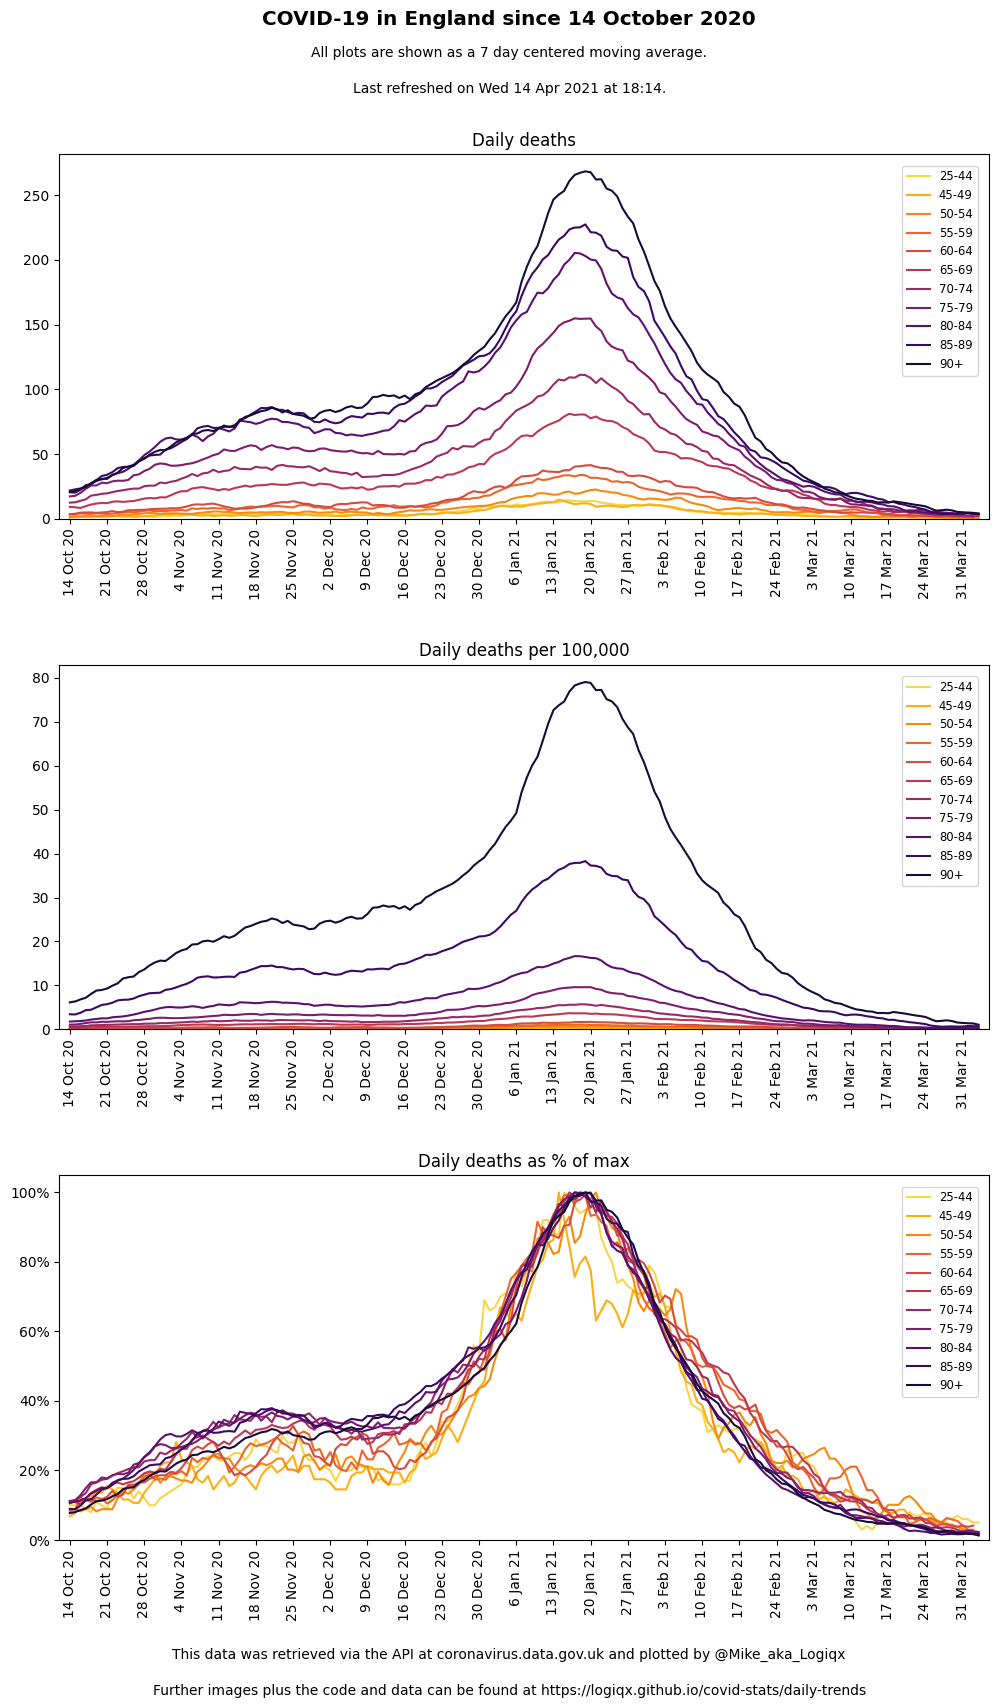 COVID-19 in England since 14 October 2020
All plots are shown as a 7 day centered moving average.
Last refreshed on Wed 14 Apr 2021 at 18:14.
Daily deaths
250
200
150
100
50
0
25-44
45-49
50-54
55-59
60-64
65-69
70-74
75-79
80-84
85-89
90+
14 Oct 20
21 Oct 20
28 Oct 20
4 Nov 20
11 Nov 20
18 Nov 20
25 Nov 20
2 Dec 20
9 Dec 20
16 Dec 20
23 Dec 20
30 Dec 20
6 Jan 21
13 Jan 21
20 Jan 21
27 Jan 21
3 Feb 21
10 Feb 21
17 Feb 21
24 Feb 21
3 Mar 21
10 Mar 21
17 Mar 21
24 Mar 21
31 Mar 21
Daily deaths per 100,000
80
70
60
50
40
30
20
10
0
25-44
45-49
50-54
55-59
60-64
65-69
70-74
75-79
80-84
85-89
90+
14 Oct 20
21 Oct 20
28 Oct 20
4 Nov 20
11 Nov 20
18 Nov 20
25 Nov 20
2 Dec 20
9 Dec 20
16 Dec 20
23 Dec 20
30 Dec 20
6 Jan 21
13 Jan 21
20 Jan 21
27 Jan 21
3 Feb 21
10 Feb 21
17 Feb 21
24 Feb 21
3 Mar 21
10 Mar 21
17 Mar 21
24 Mar 21
31 Mar 21
Daily deaths as % of max
100%
80%
60%
40%
20%
0%
25-44
45-49
50-54
55-59
60-64
65-69
70-74
75-79
80-84
85-89
90+
14 Oct 20
21 Oct 20
28 Oct 20
4 Nov 20
11 Nov 20
18 Nov 20
25 Nov 20
2 Dec 20
9 Dec 20
16 Dec 20
23 Dec 20
30 Dec 20
6 Jan 21
13 Jan 21
20 Jan 21
27 Jan 21
3 Feb 21
10 Feb 21
17 Feb 21
24 Feb 21
3 Mar 21
10 Mar 21
17 Mar 21
24 Mar 21
31 Mar 21
This data was retrieved via the API at coronavirus.data.gov.uk and plotted by @Mike_aka_Logiqx
Further images plus the code and data can be found at https://logiqx.github.io/covid-stats/daily-trends